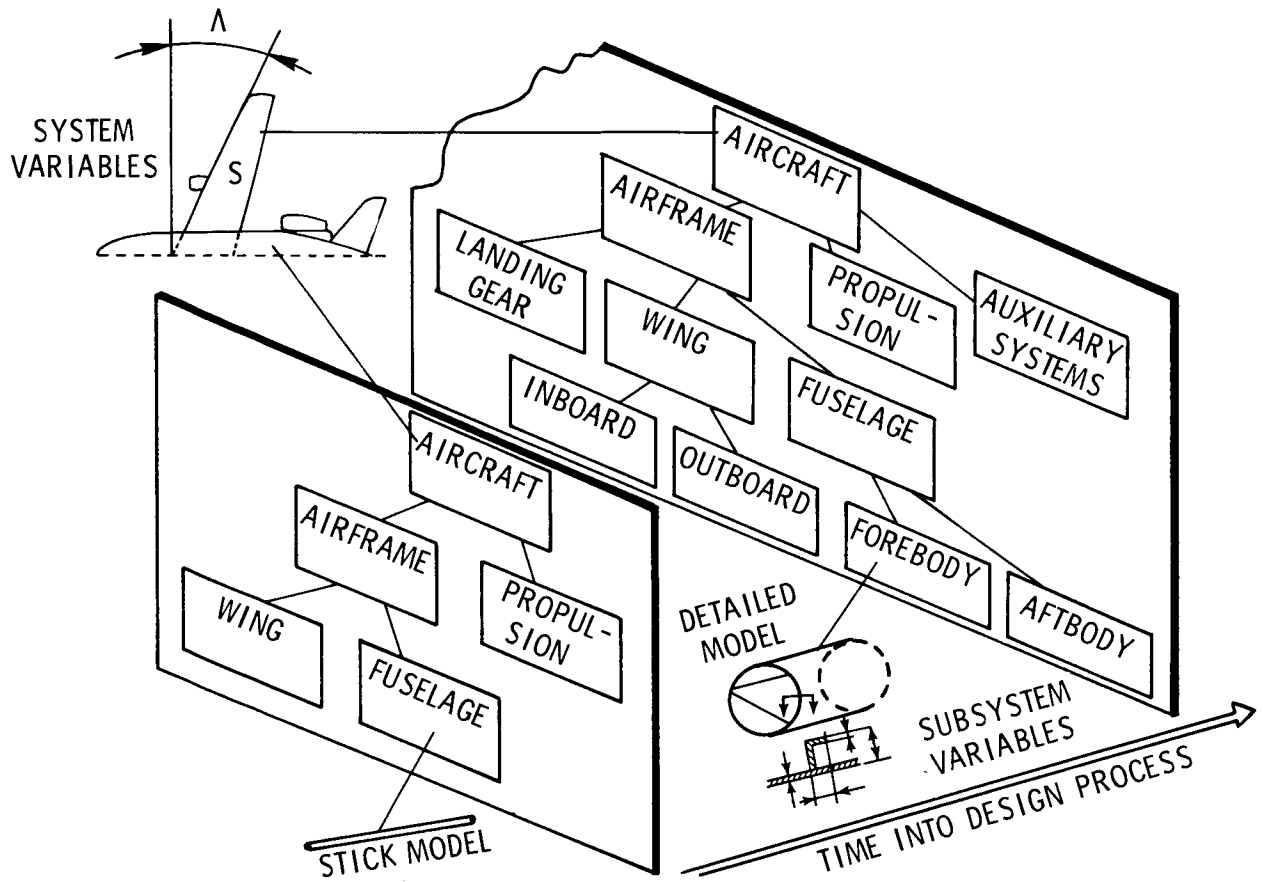 Λ
SYSTEM
VARIABLES
S
AIRCRAFT
AIRFRAME
LANDING
GEAR
WING
PROPUL-
SION
AUXILIARY
SYSTEMS
INBOARD
OUTBOARD
FUSELAGE
FOREBODY
AFTBODY
AIRCRAFT
AIRFRAME
WING
PROPUL-
SION
FUSELAGE
STICK MODEL
DETAILED
MODEL
SUBSYSTEM
VARIABLES
TIME INTO DESIGN PROCESS